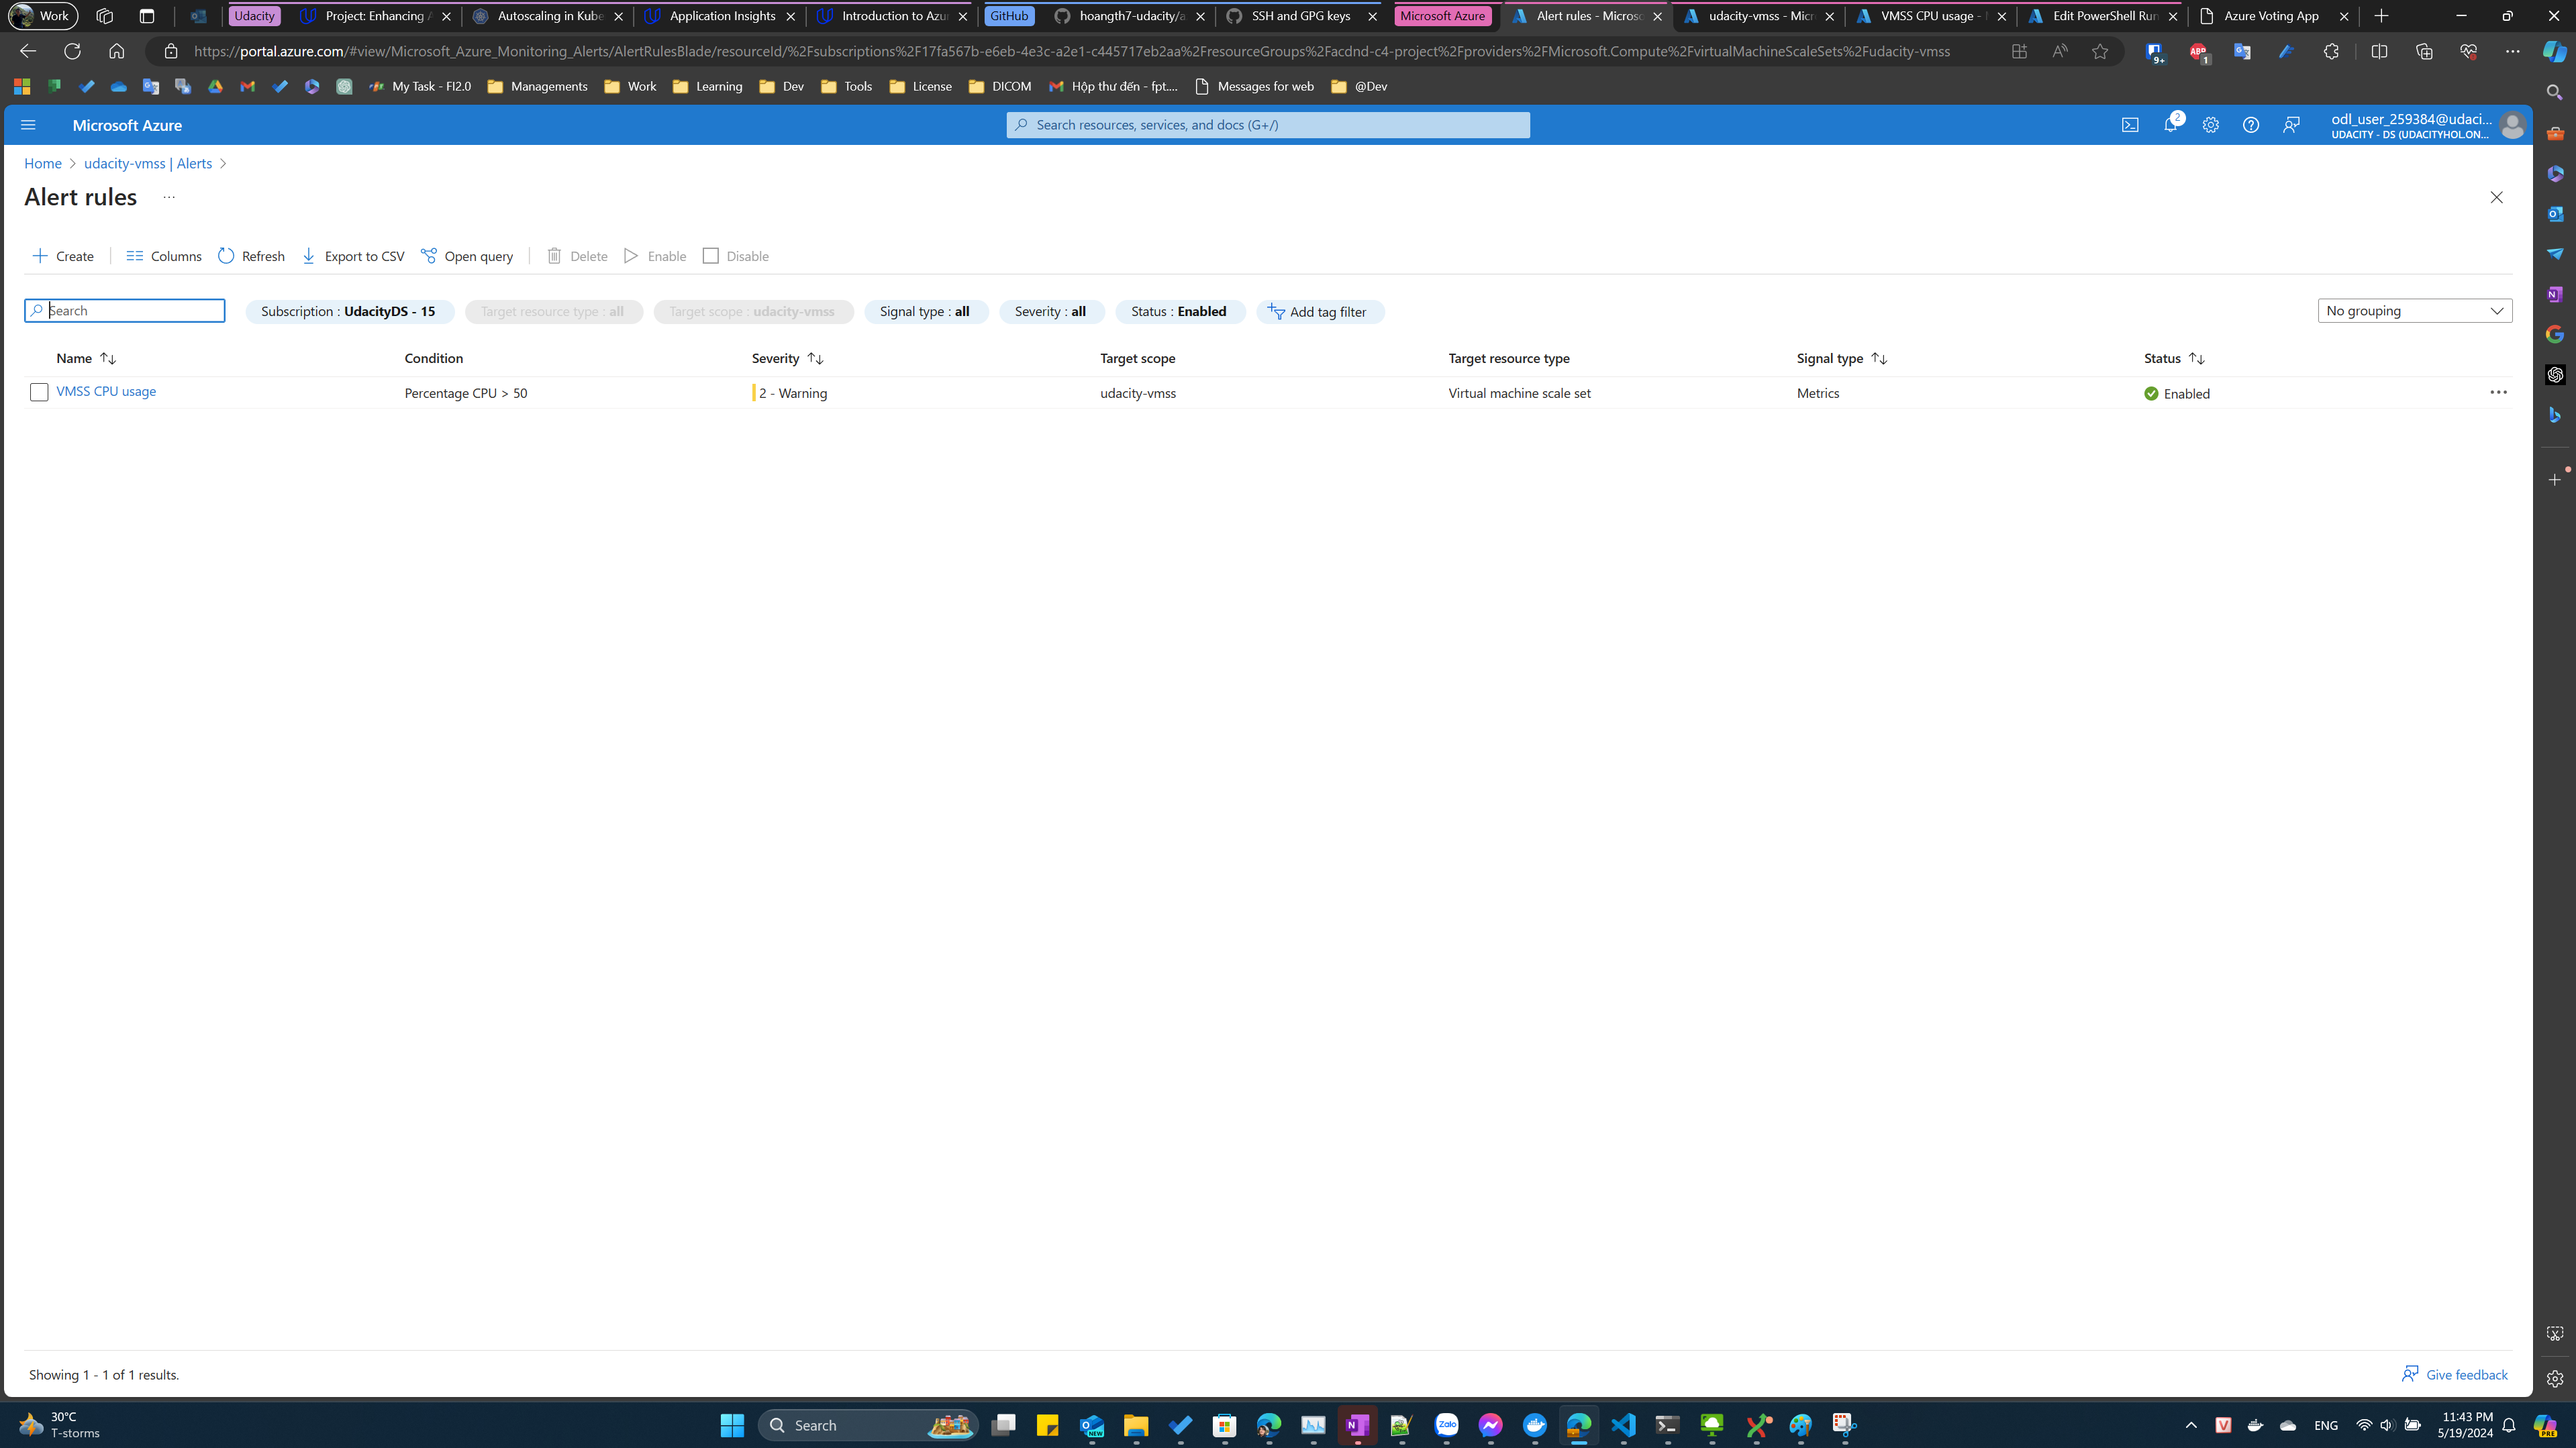 Work
Udacity
Project: Enhancing A
Autoscaling in Kube
Application Insights
Introduction to Azu
GitHub
hoangth7-udacity/a
SSH and GPG keys
Microsoft Azure
Alert rules - Micros
udacity-vmss - Micr
VMSS CPU usage -
Edit PowerShell Run
Azure Voting App
https://portal.azure.com/#view/Microsoft_Azure_Monitoring_Alerts/AlertRulesBlade/resourceId/%2Fsubscriptions%2F17fa567b-e6eb-4e3c-a2e1-c445717eb2aa%2FresourceGroups%2Facdnd-c4-project%2Fproviders%2FMicrosoft.Compute%2FvirtualMachineScaleSets%2Fudacity-vmss
9+
ABP
1
My Task - FI2.0
Managements
Work
Learning
Dev
Tools
License
DICOM
Hộp thư đến - fpt....
Messages for web
@Dev
Microsoft Azure
Search resources, services, and docs (G+/)
2
odl_user_259384@udaci...
UDACITY - DS (UDACITYHOL.ON...
Home
udacity-vmss | Alerts
Alert rules
...
Create
Columns
Refresh
Export to CSV
Open query
Delete
Enable
Disable
Search
Subscription : UdacityDS - 15
Target resource type : all
Target scope : udacity-vmss
Signal type : all
Severity : all
Status : Enabled
Add tag filter
No grouping
Name
Condition
Severity
Target scope
Target resource type
Signal type
Status
VMSS CPU usage
Percentage CPU > 50
2 - Warning
udacity-vmss
Virtual machine scale set
Metrics
Enabled
Showing 1 - 1 of 1 results.
Give feedback
30°C
T-storms
Search
NEW
Zalo
ENG
11:43 PM
5/19/2024
PRE